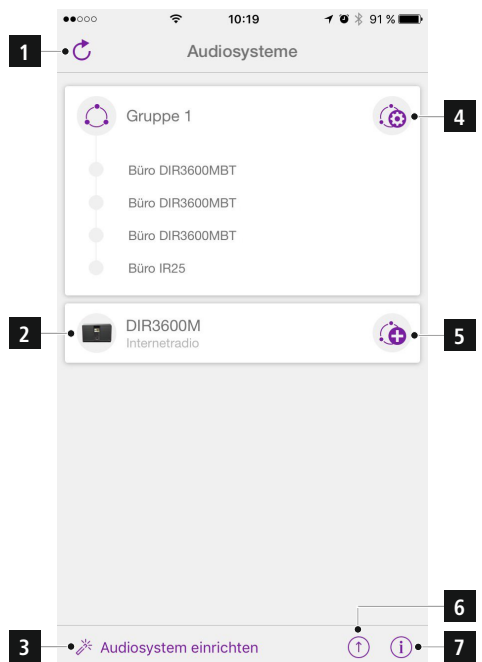 10:19
91 %
1
Audiosysteme
Gruppe 1
4
Büro DIR3600MBT
Büro DIR3600MBT
Büro DIR3600MBT
Büro IR25
2
DIR3600M
Internetradio
5
6
3
Audiosystem einrichten
i
7